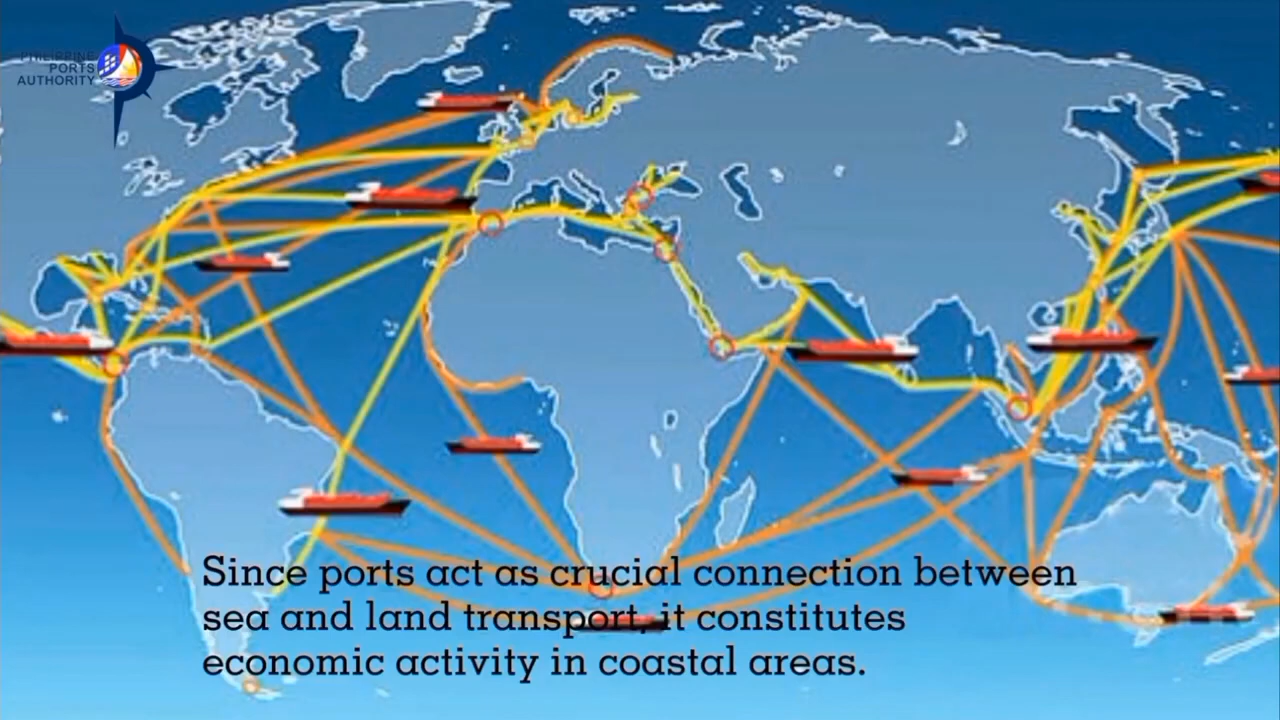 PHILIPPINE
PORTS
AUTHORITY
Since ports act as crucial connection between
sea and land transport, it constitutes
economic activity in coastal areas.